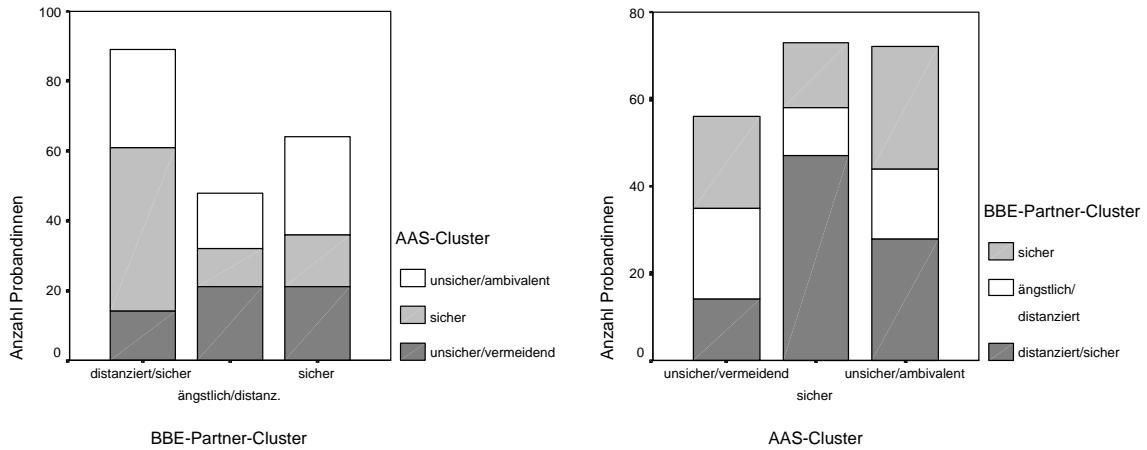 100
80
60
40
20
0
Anzahl Probandinnen
distanziert/sicher
ängstlich/distanz.
sicher
BBE-Partner-Cluster
AAS-Cluster
unsicher/ambivalent
sicher
unsicher/vermeidend
80
60
40
20
0
Anzahl Probandinnen
unsicher/vermeidend
sicher
unsicher/ambivalent
AAS-Cluster
BBE-Partner-Cluster
sicher
ängstlich/
distanziert
distanziert/sicher